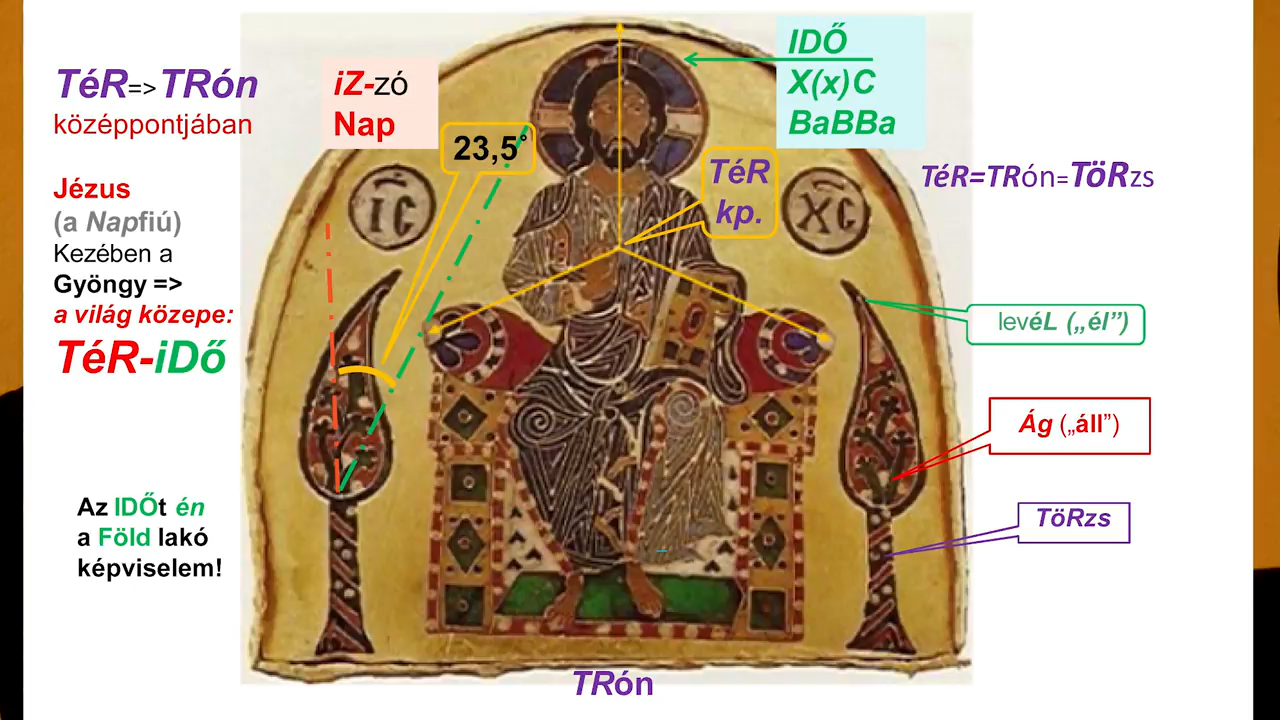 TéR=>TRón
középpontjában
Jézus
(a Napfiú)
Kezében a
Gyöngy =>
a világ közepe:
TéR-iDő
Az IDŐt én
a Föld lakó
képviselem!
iZ-zó
Nap
23,5°
IDŐ
X(x)C
BaBBa
TéR
kp.
IC
XC
TéR=TRón=TöRzs
levéL („él”)
Ág („áll”)
TöRzs
TRón